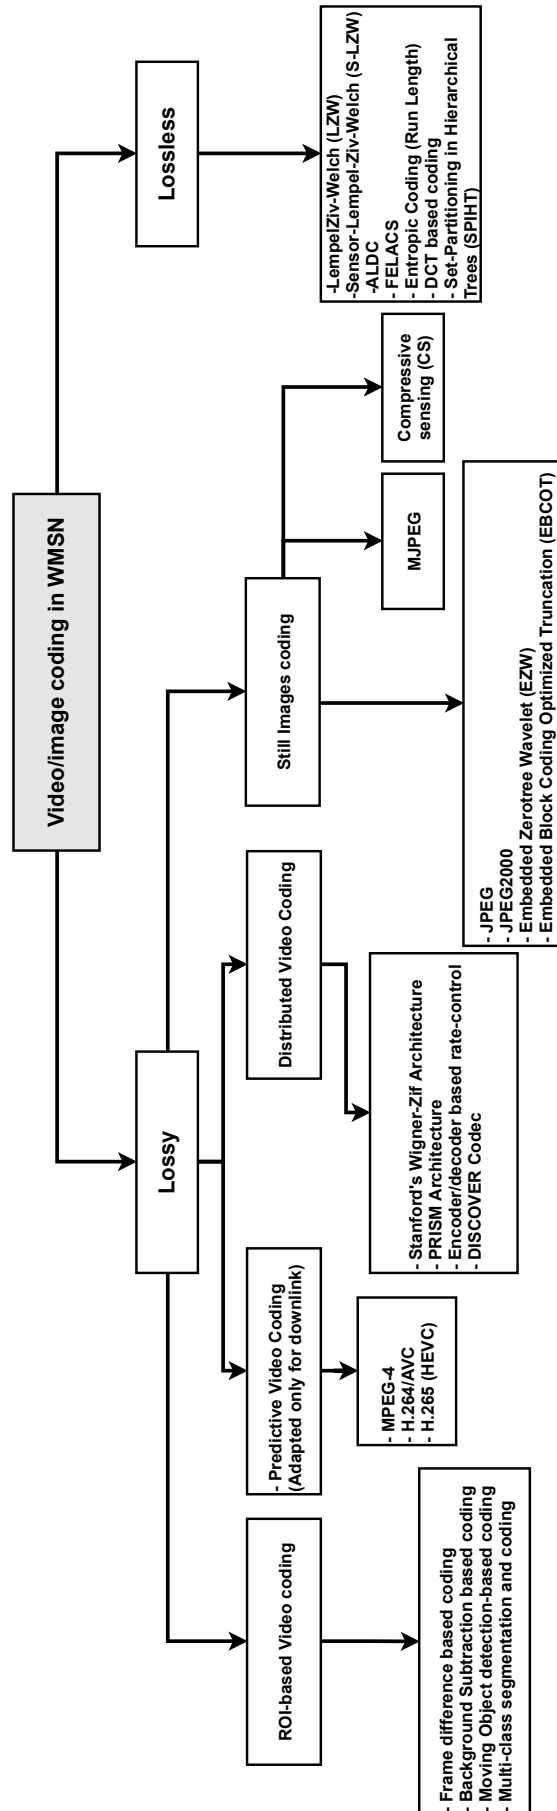 Video/image coding in WMSN
Lossy
Lossless
ROI-based Video coding
- Predictive Video Coding
(Adapted only for downlink)
Distributed Video Coding
Still Images coding
- Frame difference based coding
- Background Subtraction based coding
- Moving Object detection-based coding
- Multi-class segmentation and coding
- MPEG-4
- H.264/AVC
- H.265 (HEVC)
- Stanford's Wigner-Zif Architecture
- PRISM Architecture
- Encoder/decoder based rate-control
- DISCOVER Codec
- JPEG
- JPEG2000
- Embedded Zerotree Wavelet (EZW)
- Embedded Block Coding Optimized Truncation (EBCOT)
MJPEG
Compressive
sensing (CS)
-LempelZiv-Welch (LZW)
-Sensor-Lempel-Ziv-Welch (S-LZW)
-ALDC
- FELACS
- Entropic Coding (Run Length)
- DCT based coding
- Set-Partitioning in Hierarchical
Trees (SPIHT)